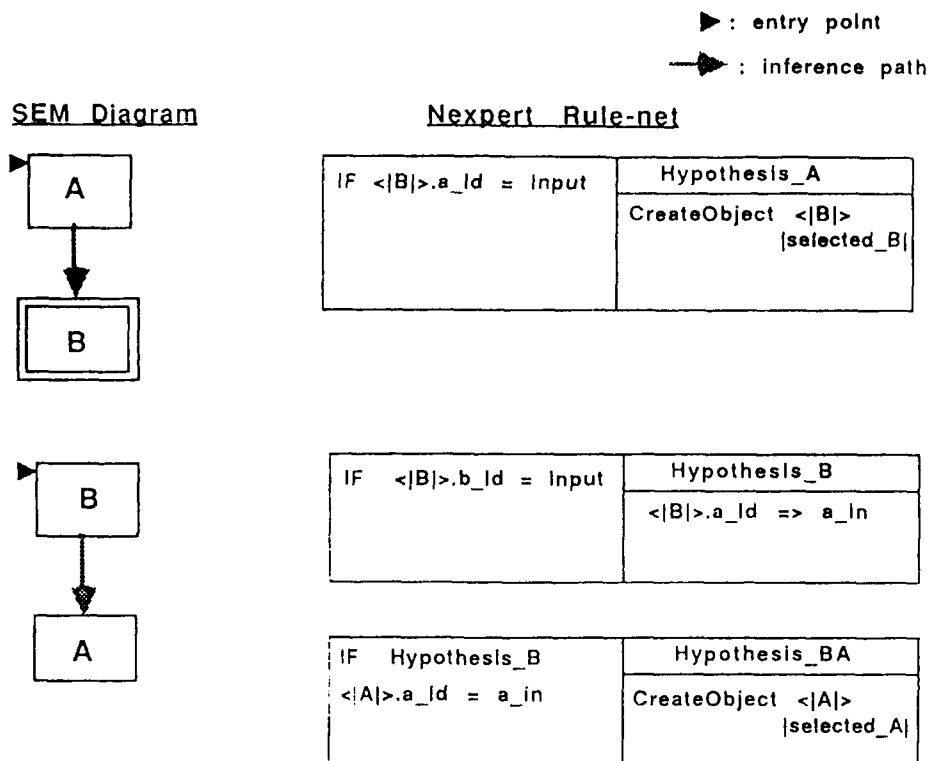 : entry point
: inference path
SEM Diagram
Nexpert Rule-net
A
B
IF <|B|>.a_Id = Input
Hypothesis_A
CreateObject <|B|>
|selected_B|
B
A
IF <|B|>.b_Id = Input
Hypothesis_B
<|B|>.a_Id => a_In
IF Hypothesis_B
<|A|>.a_Id = a_in
Hypothesis_BA
CreateObject <|A|>
|selected_A|